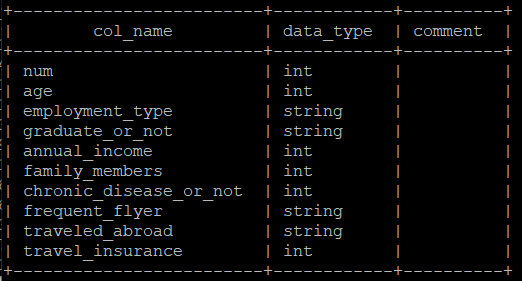 +-------------------------+------------+----------+
| col_name | data_type | comment |
+-------------------------+------------+----------+
| num | int | |
| age | int | |
| employment_type | string | |
| graduate_or_not | string | |
| annual_income | int | |
| family_members | int | |
| chronic_disease_or_not | int | |
| frequent_flyer | string | |
| traveled_abroad | string | |
| travel_insurance | int | |
+-------------------------+------------+----------+